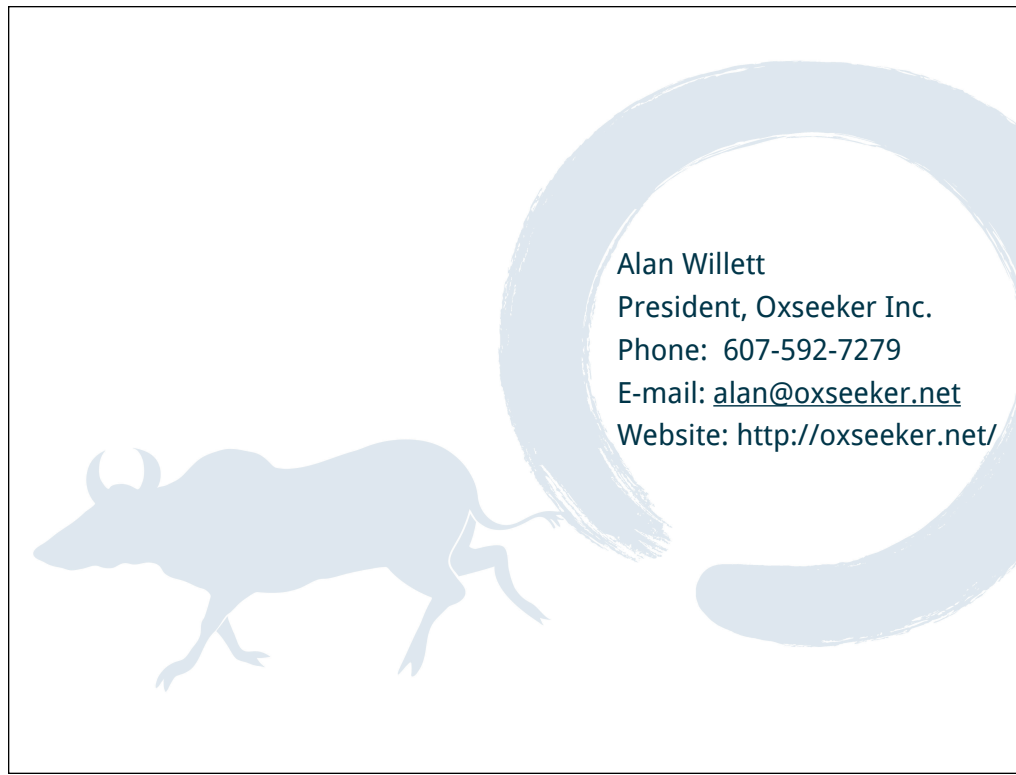 Alan Willett
President, Oxseeker Inc.
Phone:  607-592-7279
E-mail: alan@oxseeker.net
Website: http://oxseeker.net/